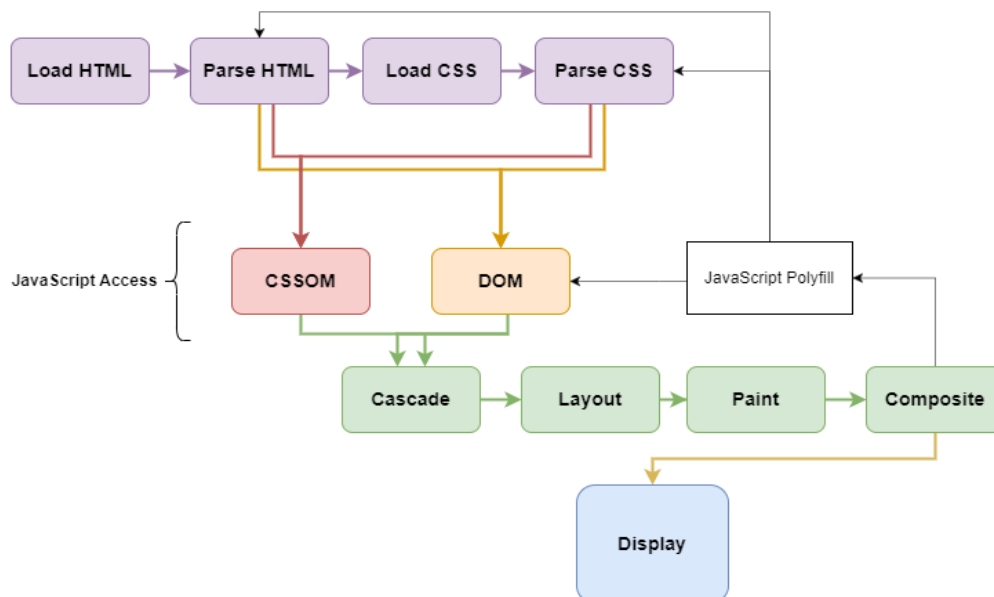 Load HTML
Parse HTML
Load CSS
Parse CSS
JavaScript Access
CSSOM
DOM
JavaScript Polyfill
Cascade
Layout
Paint
Composite
Display